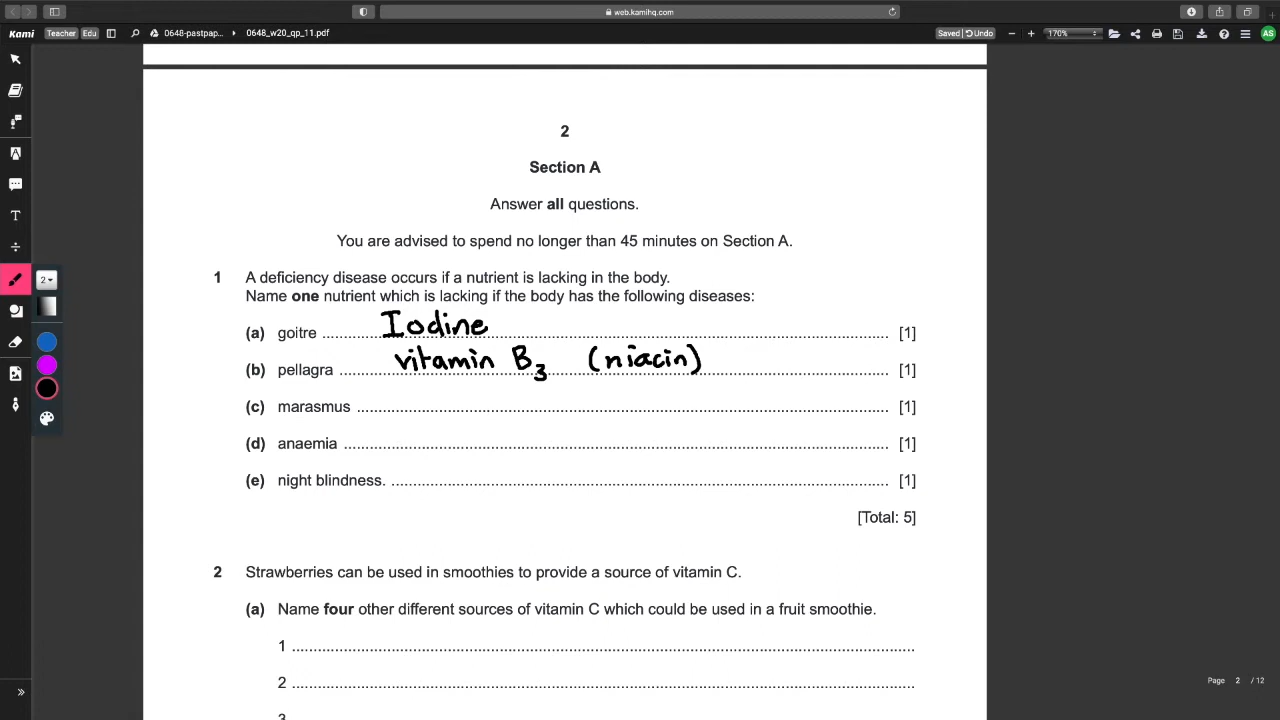 web.kamihq.com
Kami Teacher Edu 0648-pastpap... 0648_w20_qp_11.pdf Saved Undo 170% AS
2
Section A
Answer all questions.
You are advised to spend no longer than 45 minutes on Section A.
1 A deficiency disease occurs if a nutrient is lacking in the body.
Name one nutrient which is lacking if the body has the following diseases:
(a) goitre Iodine [1]
(b) pellagra vitamin B3 (niacin) [1]
(c) marasmus [1]
(d) anaemia [1]
(e) night blindness. [1]
[Total: 5]
2 Strawberries can be used in smoothies to provide a source of vitamin C.
(a) Name four other different sources of vitamin C which could be used in a fruit smoothie.
1
2
3
2
Page 2 / 12